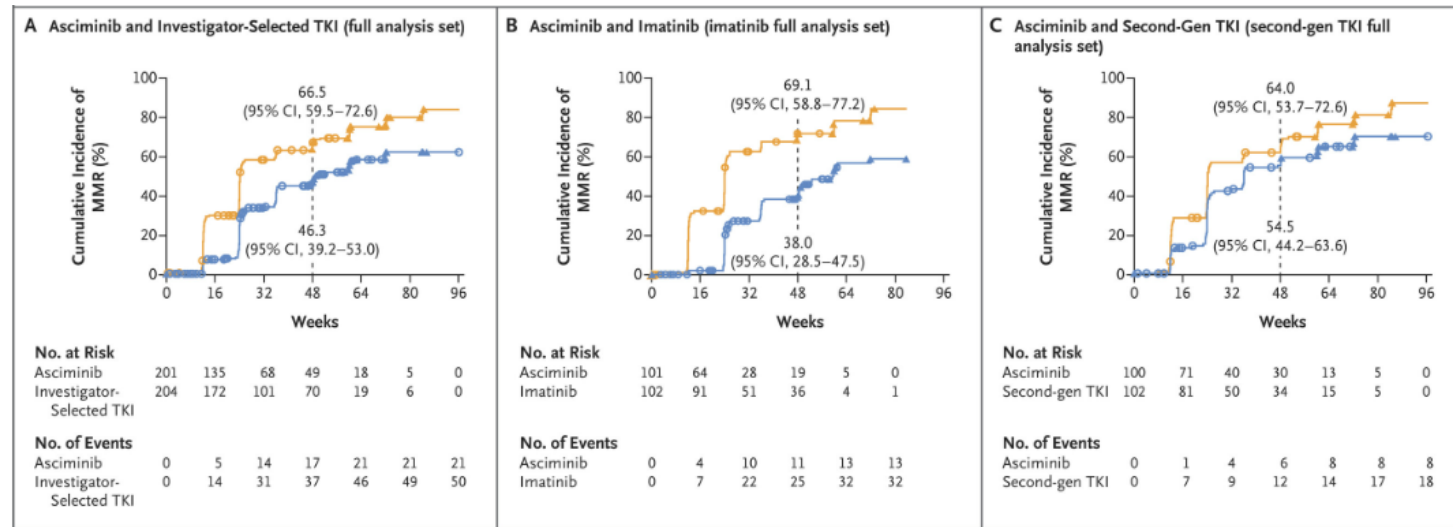 A Asciminib and Investigator-Selected TKI (full analysis set)
Cumulative Incidence of
MMR (%)
100
80
60
40
20
0
66.5
(95% CI, 59.5–72.6)
46.3
(95% CI, 39.2–53.0)
0 16 32 48 64 80 96
Weeks
No. at Risk
Asciminib 201 135 68 49 18 5 0
Investigator- 204 172 101 70 19 6 0
Selected TKI
No. of Events
Asciminib 0 5 14 17 21 21 21
Investigator- 0 14 31 37 46 49 50
Selected TKI
B Asciminib and Imatinib (imatinib full analysis set)
Cumulative Incidence of
MMR (%)
100
80
60
40
20
0
69.1
(95% CI, 58.8–77.2)
38.0
(95% CI, 28.5–47.5)
0 16 32 48 64 80 96
Weeks
No. at Risk
Asciminib 101 64 28 19 5 0
Imatinib 102 91 51 36 4 1
No. of Events
Asciminib 0 4 10 11 13 13
Imatinib 0 7 22 25 32 32
C Asciminib and Second-Gen TKI (second-gen TKI full
analysis set)
Cumulative Incidence of
MMR (%)
100
80
60
40
20
0
64.0
(95% CI, 53.7–72.6)
54.5
(95% CI, 44.2–63.6)
0 16 32 48 64 80 96
Weeks
No. at Risk
Asciminib 100 71 40 30 13 5 0
Second-gen TKI 102 81 50 34 15 5 0
No. of Events
Asciminib 0 1 4 6 8 8 8
Second-gen TKI 0 7 9 12 14 17 18